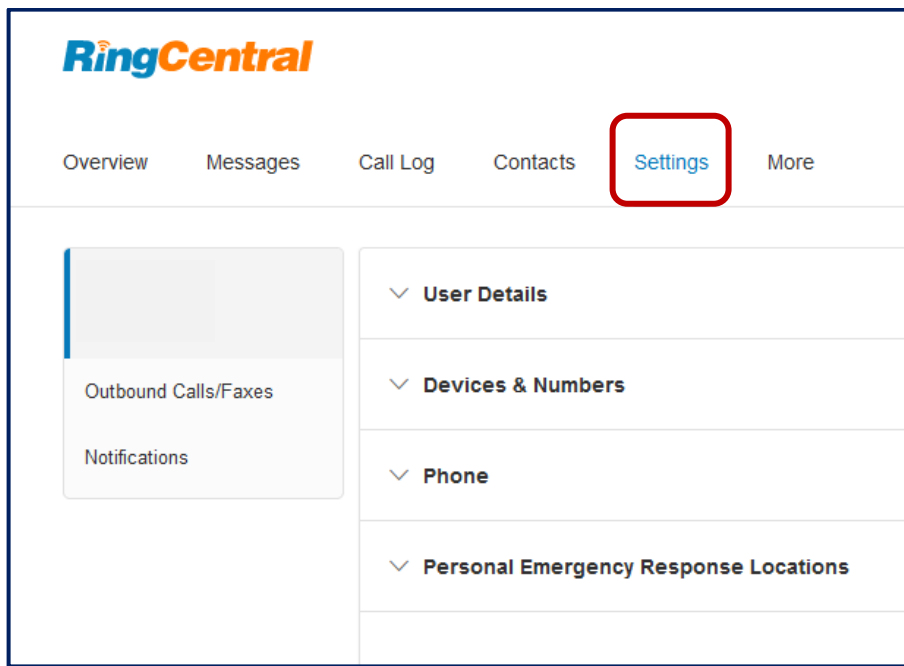 RingCentral
Overview Messages Call Log Contacts Settings More
User Details
Devices & Numbers
Outbound Calls/Faxes
Notifications
Phone
Personal Emergency Response Locations